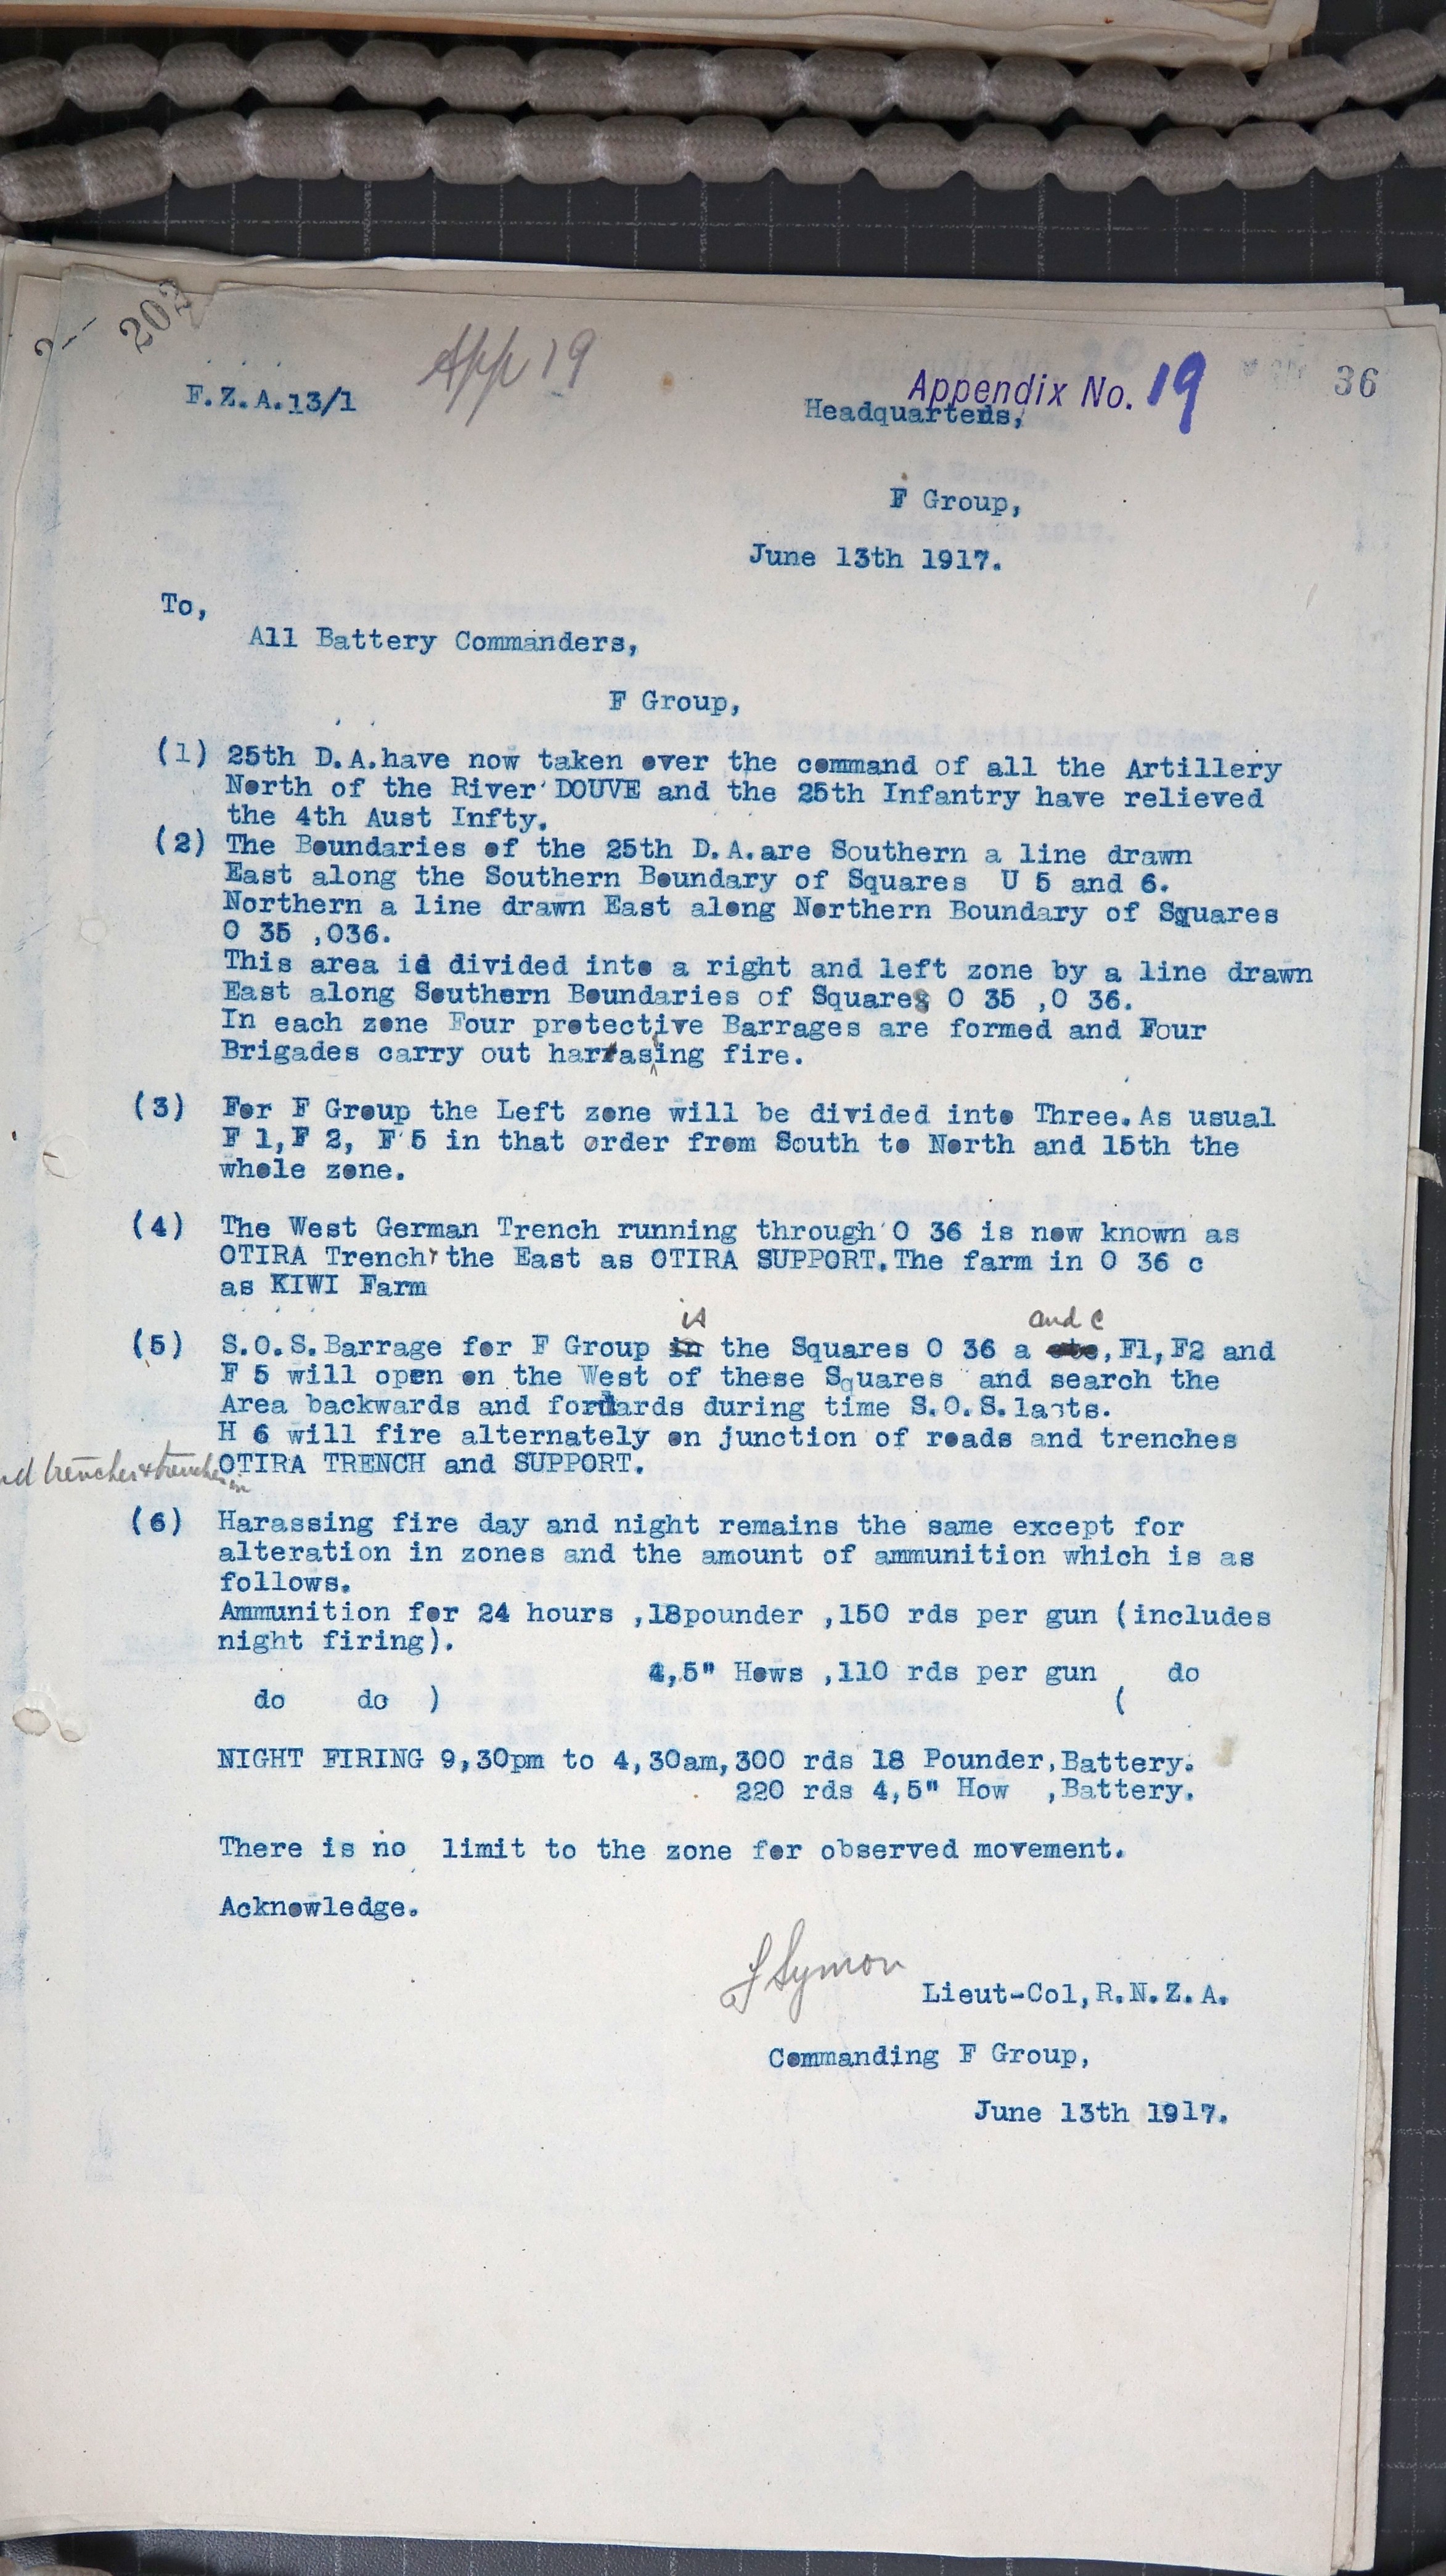 2-- 202
App 19
Appendix No. 19
36
F.Z.A.13/1
Headquarters,
F Group,
June 13th 1917.
To,
All Battery Commanders,
F Group,
(1) 25th D.A.have now taken over the command of all the Artillery
North of the River DOUVE and the 25th Infantry have relieved
the 4th Aust Infty.
(2) The Boundaries of the 25th D.A.are Southern a line drawn
East along the Southern Boundary of Squares U 5 and 6.
Northern a line drawn East along Northern Boundary of Squares
O 35 ,036.
This area is divided into a right and left zone by a line drawn
East along Southern Boundaries of Squares O 35 ,O 36.
In each zone Four protective Barrages are formed and Four
Brigades carry out harrasing fire.
(3) For F Group the Left zone will be divided into Three.As usual
F 1,F 2, F 5 in that order from South to North and 15th the
whole zone.
(4) The West German Trench running through O 36 is now known as
OTIRA Trench, the East as OTIRA SUPPORT.The farm in O 36 c
as KIWI Farm
is and c
(5) S.O.S.Barrage for F Group in the Squares O 36 a etc, F1,F2 and
F 5 will open on the West of these Squares and search the
Area backwards and forwards during time S.O.S.lasts.
H 6 will fire alternately on junction of roads and trenches
trenches & trenches in
OTIRA TRENCH and SUPPORT.
(6) Harassing fire day and night remains the same except for
alteration in zones and the amount of ammunition which is as
follows.
Ammunition for 24 hours ,18pounder ,150 rds per gun (includes
night firing).
4,5" Hows ,110 rds per gun do
do do ) (
NIGHT FIRING 9,30pm to 4,30am,300 rds 18 Pounder,Battery.
220 rds 4,5" How ,Battery.
There is no limit to the zone for observed movement.
Acknowledge.
F Symon
Lieut-Col,R.N.Z.A.
Commanding F Group,
June 13th 1917.